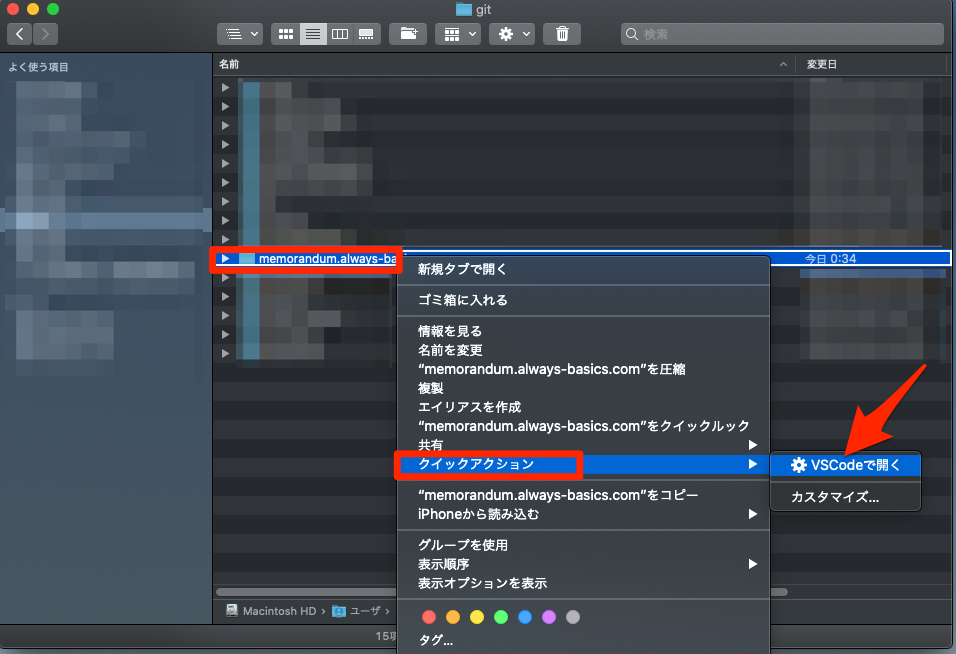 git
検索
よく使う項目
名前
変更日
memorandum.always-ba
今日 0:34
新規タブで開く
ゴミ箱に入れる
情報を見る
名前を変更
“memorandum.always-basics.com”を圧縮
複製
エイリアスを作成
“memorandum.always-basics.com”をクイックルック
共有
クイックアクション
VSCodeで開く
カスタマイズ...
“memorandum.always-basics.com”をコピー
iPhoneから読み込む
グループを使用
表示順序
表示オプションを表示
Macintosh HD › ユーザ ›
15項
タグ...